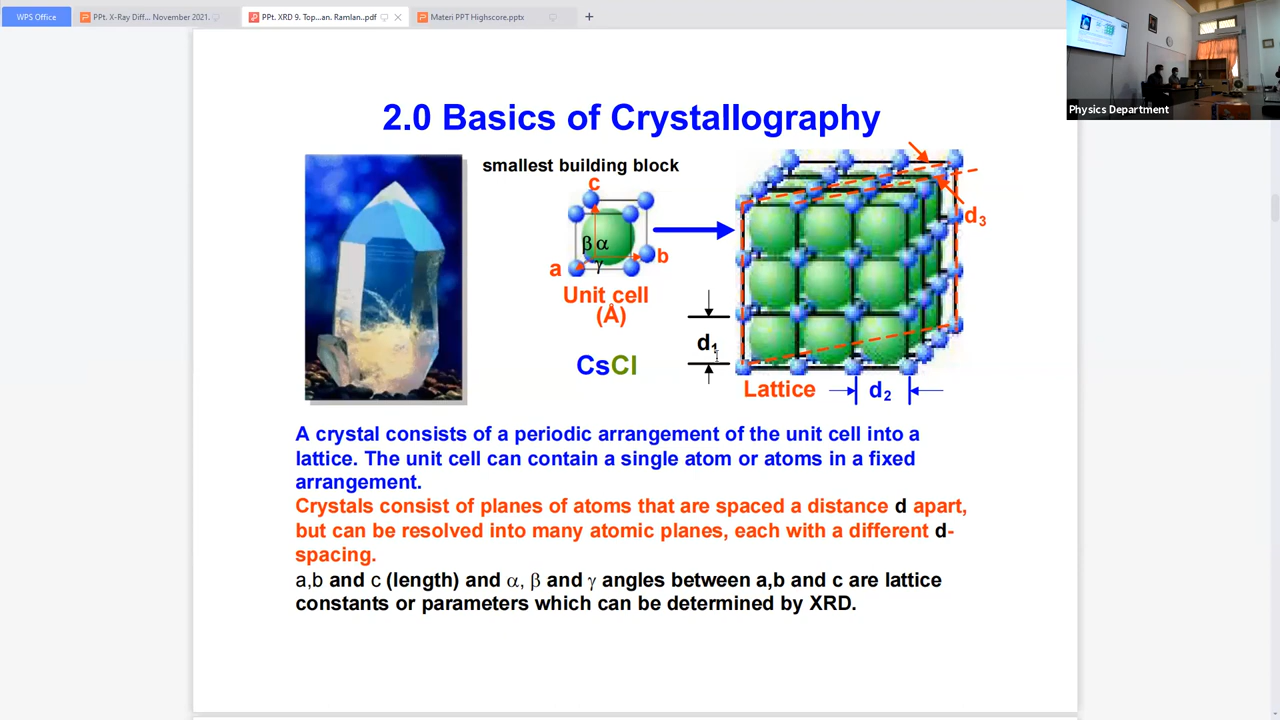 WPS Office
PPt. X-Ray Diff... November 2021.
PPt. XRD 9. Top...an. Ramlan..pdf
Materi PPT Highscore.pptx
Physics Department
2.0 Basics of Crystallography
smallest building block
c
β α
γ
b
a
Unit cell
(Å)
CsCl
d3
d1
Lattice
d2
A crystal consists of a periodic arrangement of the unit cell into a
lattice. The unit cell can contain a single atom or atoms in a fixed
arrangement.
Crystals consist of planes of atoms that are spaced a distance d apart,
but can be resolved into many atomic planes, each with a different d-
spacing.
a,b and c (length) and α, β and γ angles between a,b and c are lattice
constants or parameters which can be determined by XRD.